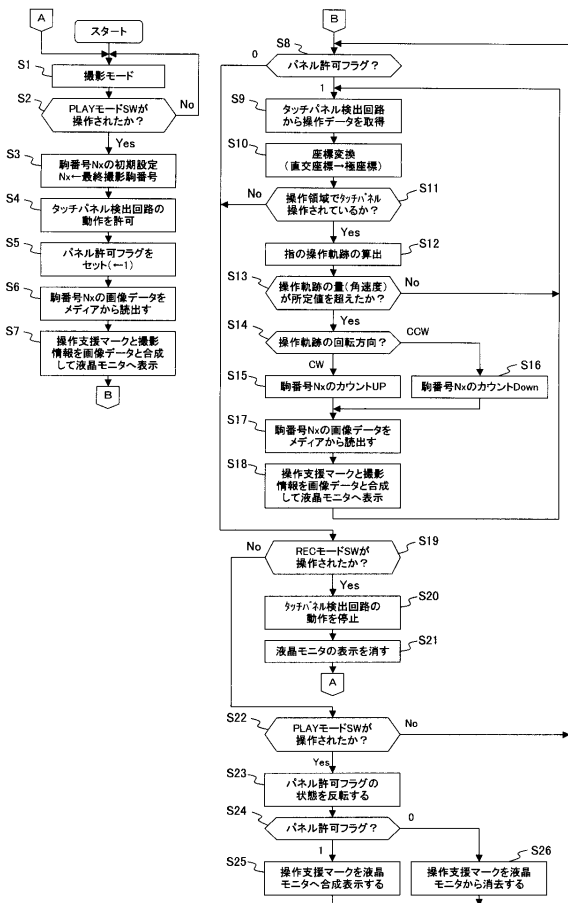 A
スタート
S1
撮影モード
S2
PLAYモードSWが
操作されたか？
No
Yes
S3
駒番号Nxの初期設定
Nx←最終撮影駒番号
S4
タッチパネル検出回路の
動作を許可
S5
パネル許可フラグを
セット(←1)
S6
駒番号Nxの画像データを
メディアから読出す
S7
操作支援マークと撮影
情報を画像データと合成
して液晶モニタへ表示
B
B
S8
0
パネル許可フラグ？
1
S9
タッチパネル検出回路
から操作データを取得
S10
座標変換
(直交座標→極座標)
S11
No
操作領域でﾀｯﾁﾊﾟﾈﾙ
操作されているか？
Yes
S12
指の操作軌跡の算出
S13
操作軌跡の量(角速度)
が所定値を超えたか？
No
Yes
S14
操作軌跡の回転方向？
CCW
CW
S15
駒番号NxのカウントUP
S16
駒番号NxのカウントDown
S17
駒番号Nxの画像データを
メディアから読出す
S18
操作支援マークと撮影
情報を画像データと合成
して液晶モニタへ表示
No
S19
RECモードSWが
操作されたか？
Yes
S20
ﾀｯﾁﾊﾟﾈﾙ検出回路の
動作を停止
S21
液晶モニタの表示を消す
A
S22
PLAYモードSWが
操作されたか？
No
Yes
S23
パネル許可フラグの
状態を反転する
S24
パネル許可フラグ？
0
1
S25
操作支援マークを液晶
モニタへ合成表示する
S26
操作支援マークを液晶
モニタから消去する